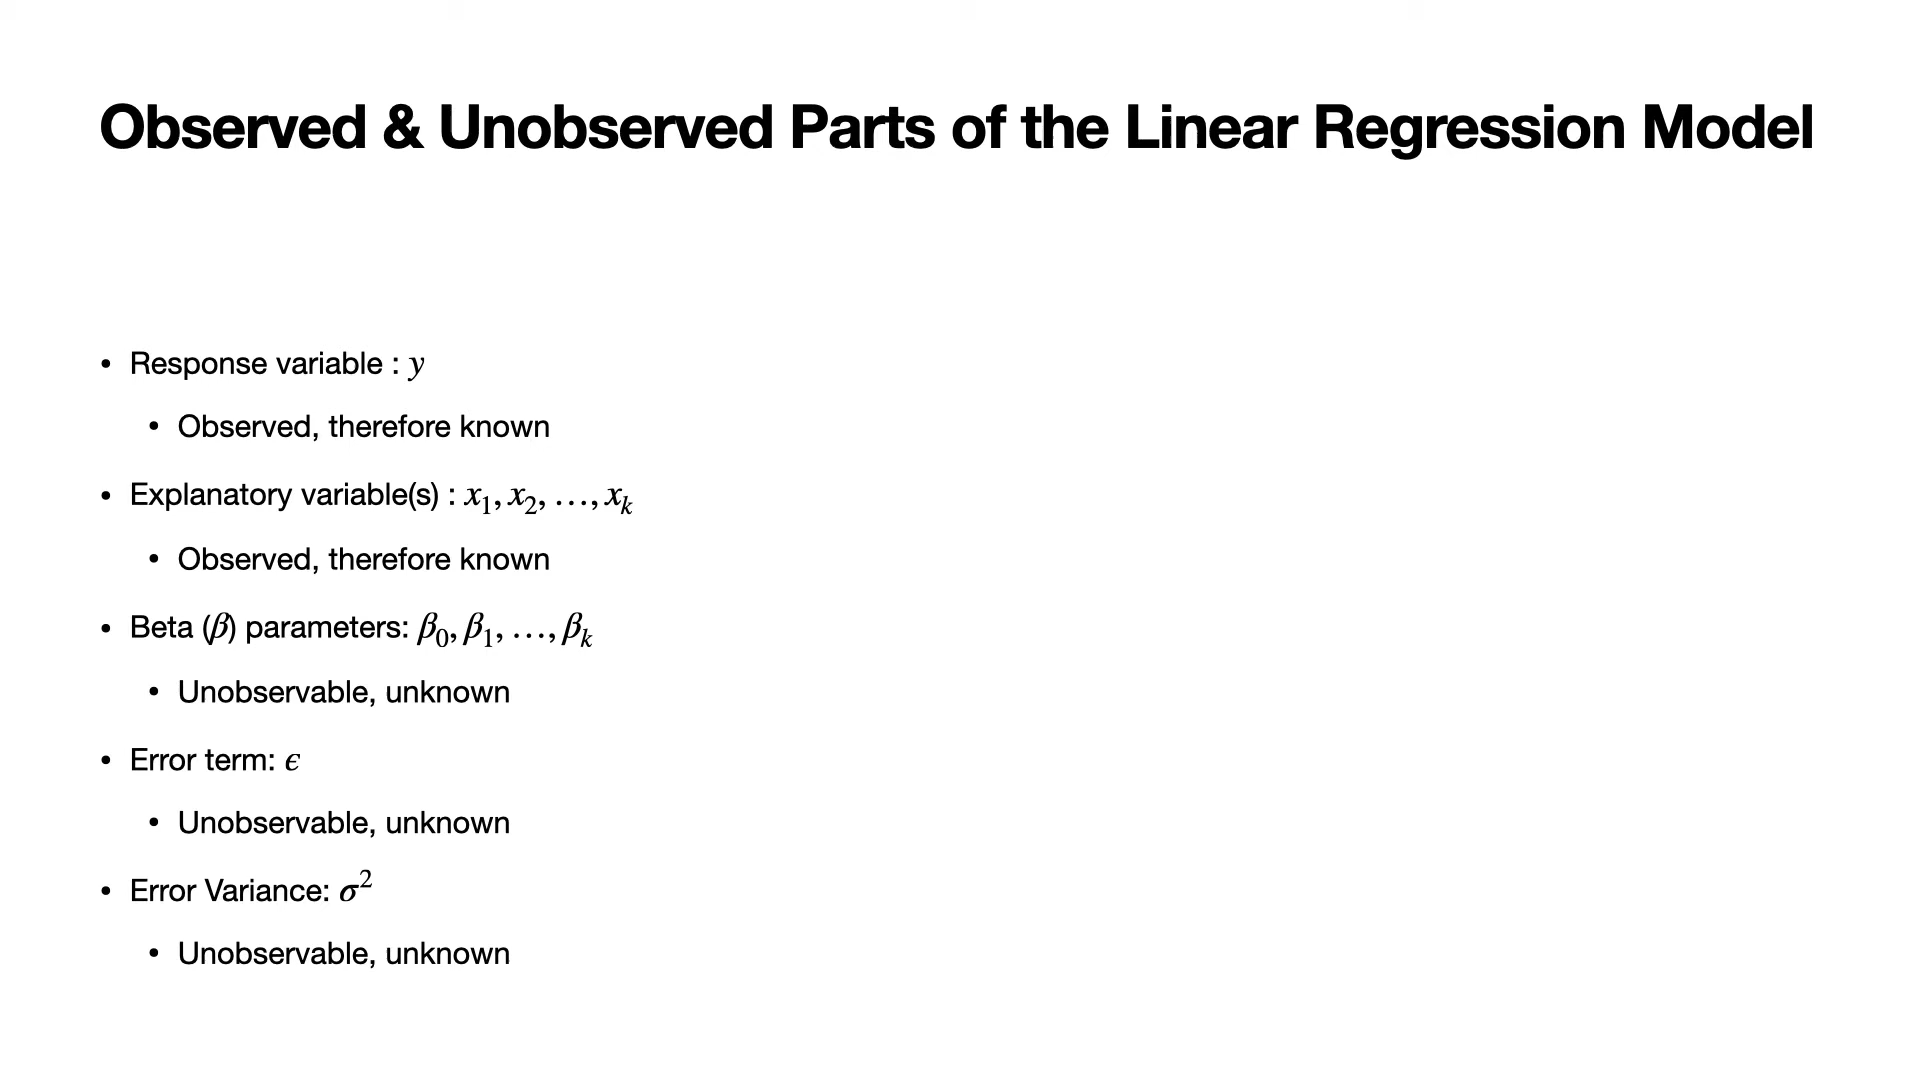 Observed & Unobserved Parts of the Linear Regression Model
• Response variable : y
• Observed, therefore known
• Explanatory variable(s) : x₁, x₂, …, xₖ
• Observed, therefore known
• Beta (β) parameters: β₀, β₁, …, βₖ
• Unobservable, unknown
• Error term: ϵ
• Unobservable, unknown
• Error Variance: σ²
• Unobservable, unknown